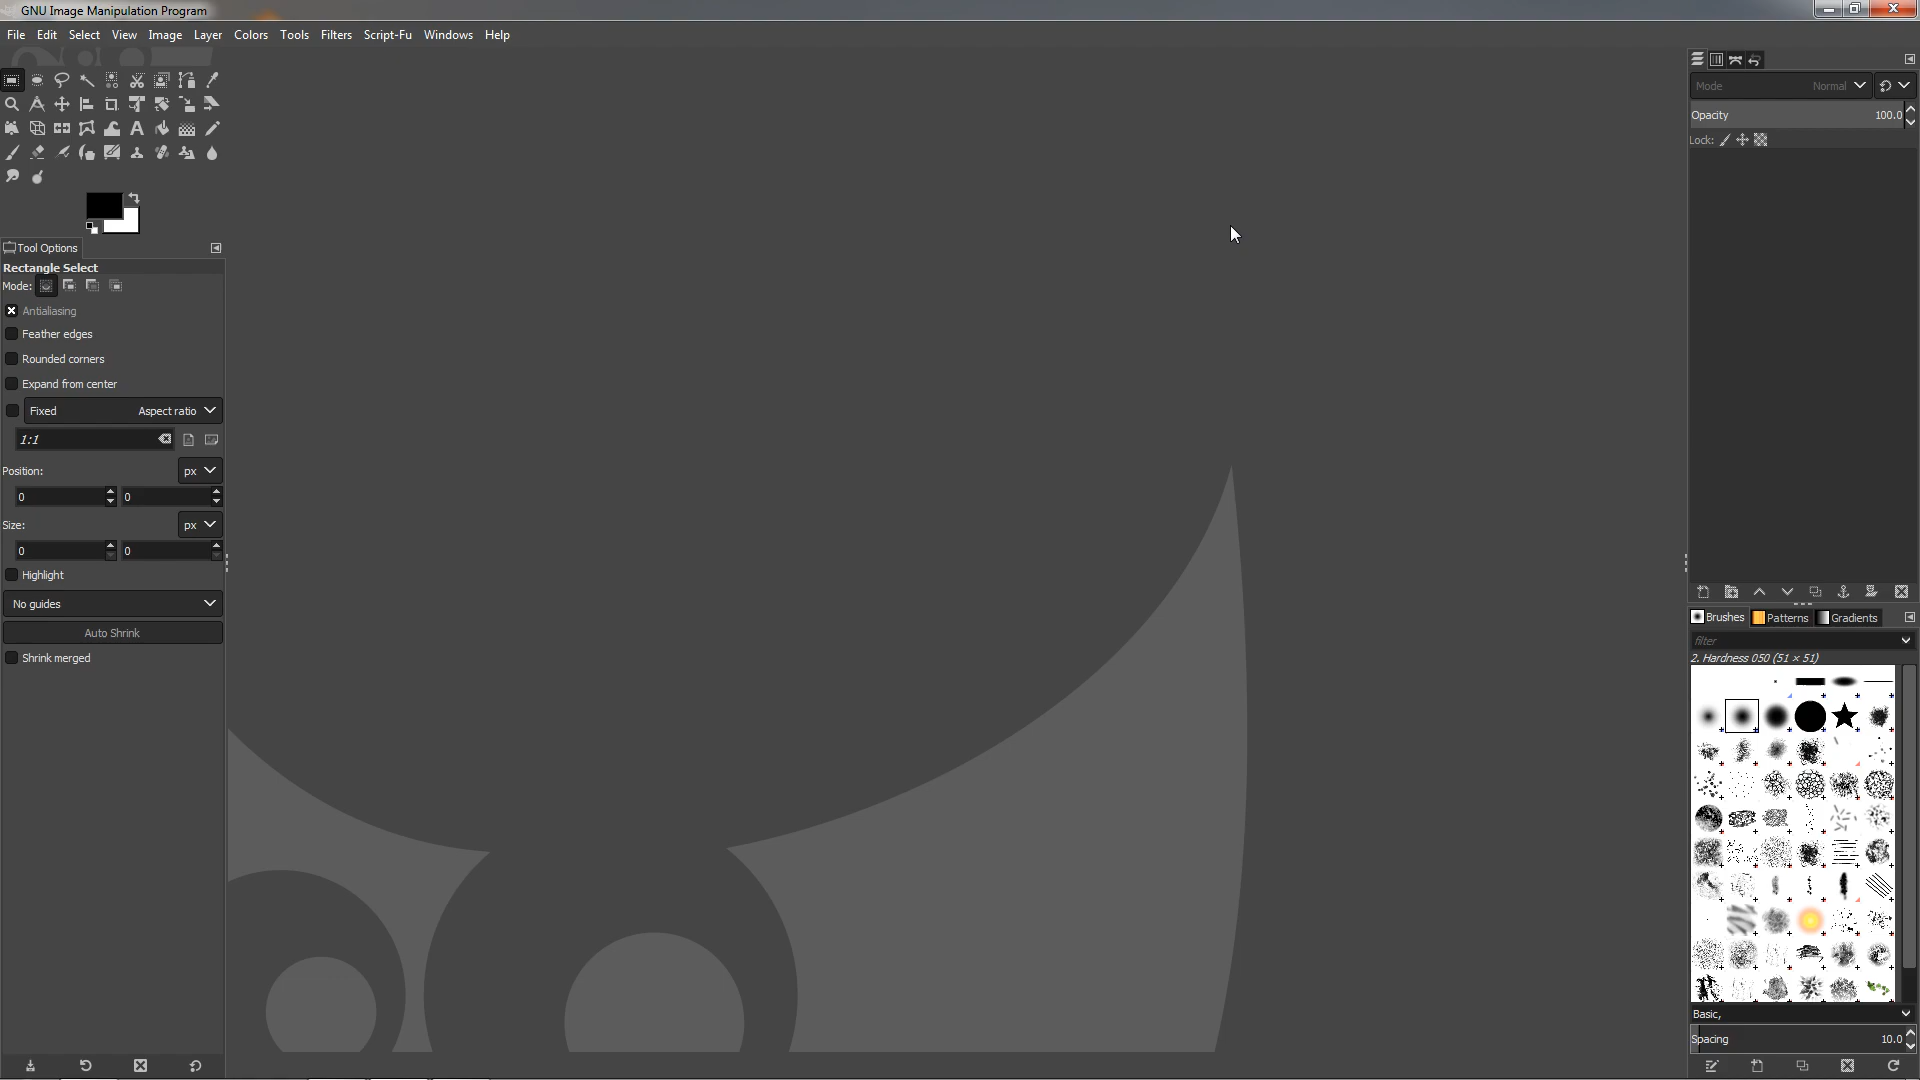 GNU Image Manipulation Program
File Edit Select View Image Layer Colors Tools Filters Script-Fu Windows Help
Mode Normal
Opacity 100.0
Lock:
Tool Options
Rectangle Select
Mode:
Antialiasing
Feather edges
Rounded corners
Expand from center
Fixed Aspect ratio
1:1
Position: px
0 0
Size: px
0 0
Highlight
No guides
Auto Shrink
Shrink merged
Brushes Patterns Gradients
filter
2. Hardness 050 (51 × 51)
Basic,
Spacing 10.0